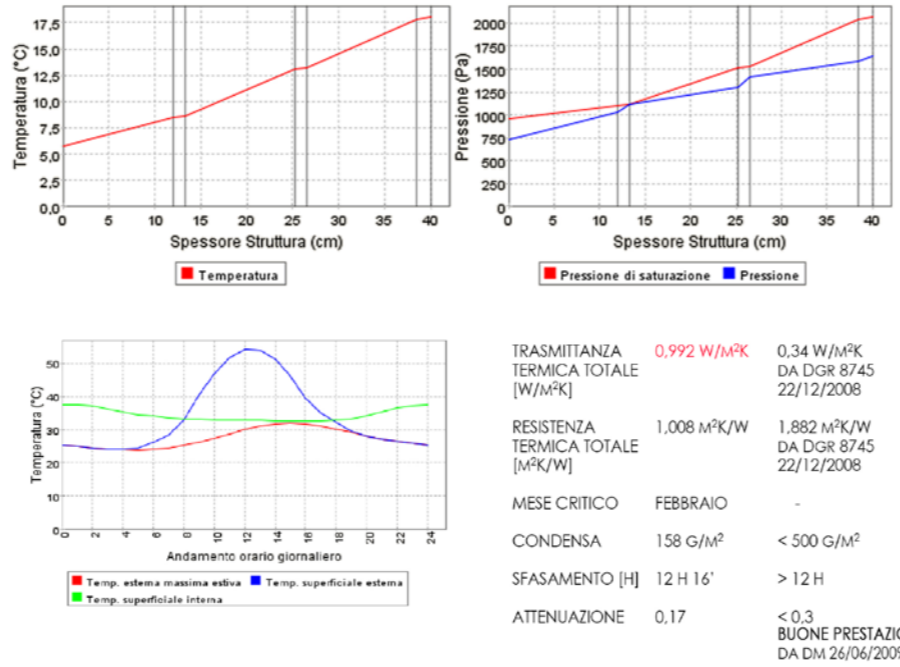 17,5
15,0
12,5
10,0
7,5
5,0
2,5
0,0
Temperatura (°C)
0 5 10 15 20 25 30 35 40
Spessore Struttura (cm)
Temperatura
2000
1750
1500
1250
1000
750
500
250
0
Pressione (Pa)
0 5 10 15 20 25 30 35 40
Spessore Struttura (cm)
Pressione di saturazione Pressione
50
40
30
20
10
0
Temperatura (°C)
0 2 4 6 8 10 12 14 16 18 20 22 24
Andamento orario giornaliero
Temp. esterna massima estiva Temp. superficiale esterna
Temp. superficiale interna
TRASMITTANZA 0,992 W/M²K 0,34 W/M²K
TERMICA TOTALE DA DGR 8745
[W/M²K] 22/12/2008
RESISTENZA 1,008 M²K/W 1,882 M²K/W
TERMICA TOTALE DA DGR 8745
[M²K/W] 22/12/2008
MESE CRITICO FEBBRAIO -
CONDENSA 158 G/M² < 500 G/M²
SFASAMENTO [H] 12 H 16' > 12 H
ATTENUAZIONE 0,17 < 0,3
BUONE PRESTAZIO
DA DM 26/06/2009